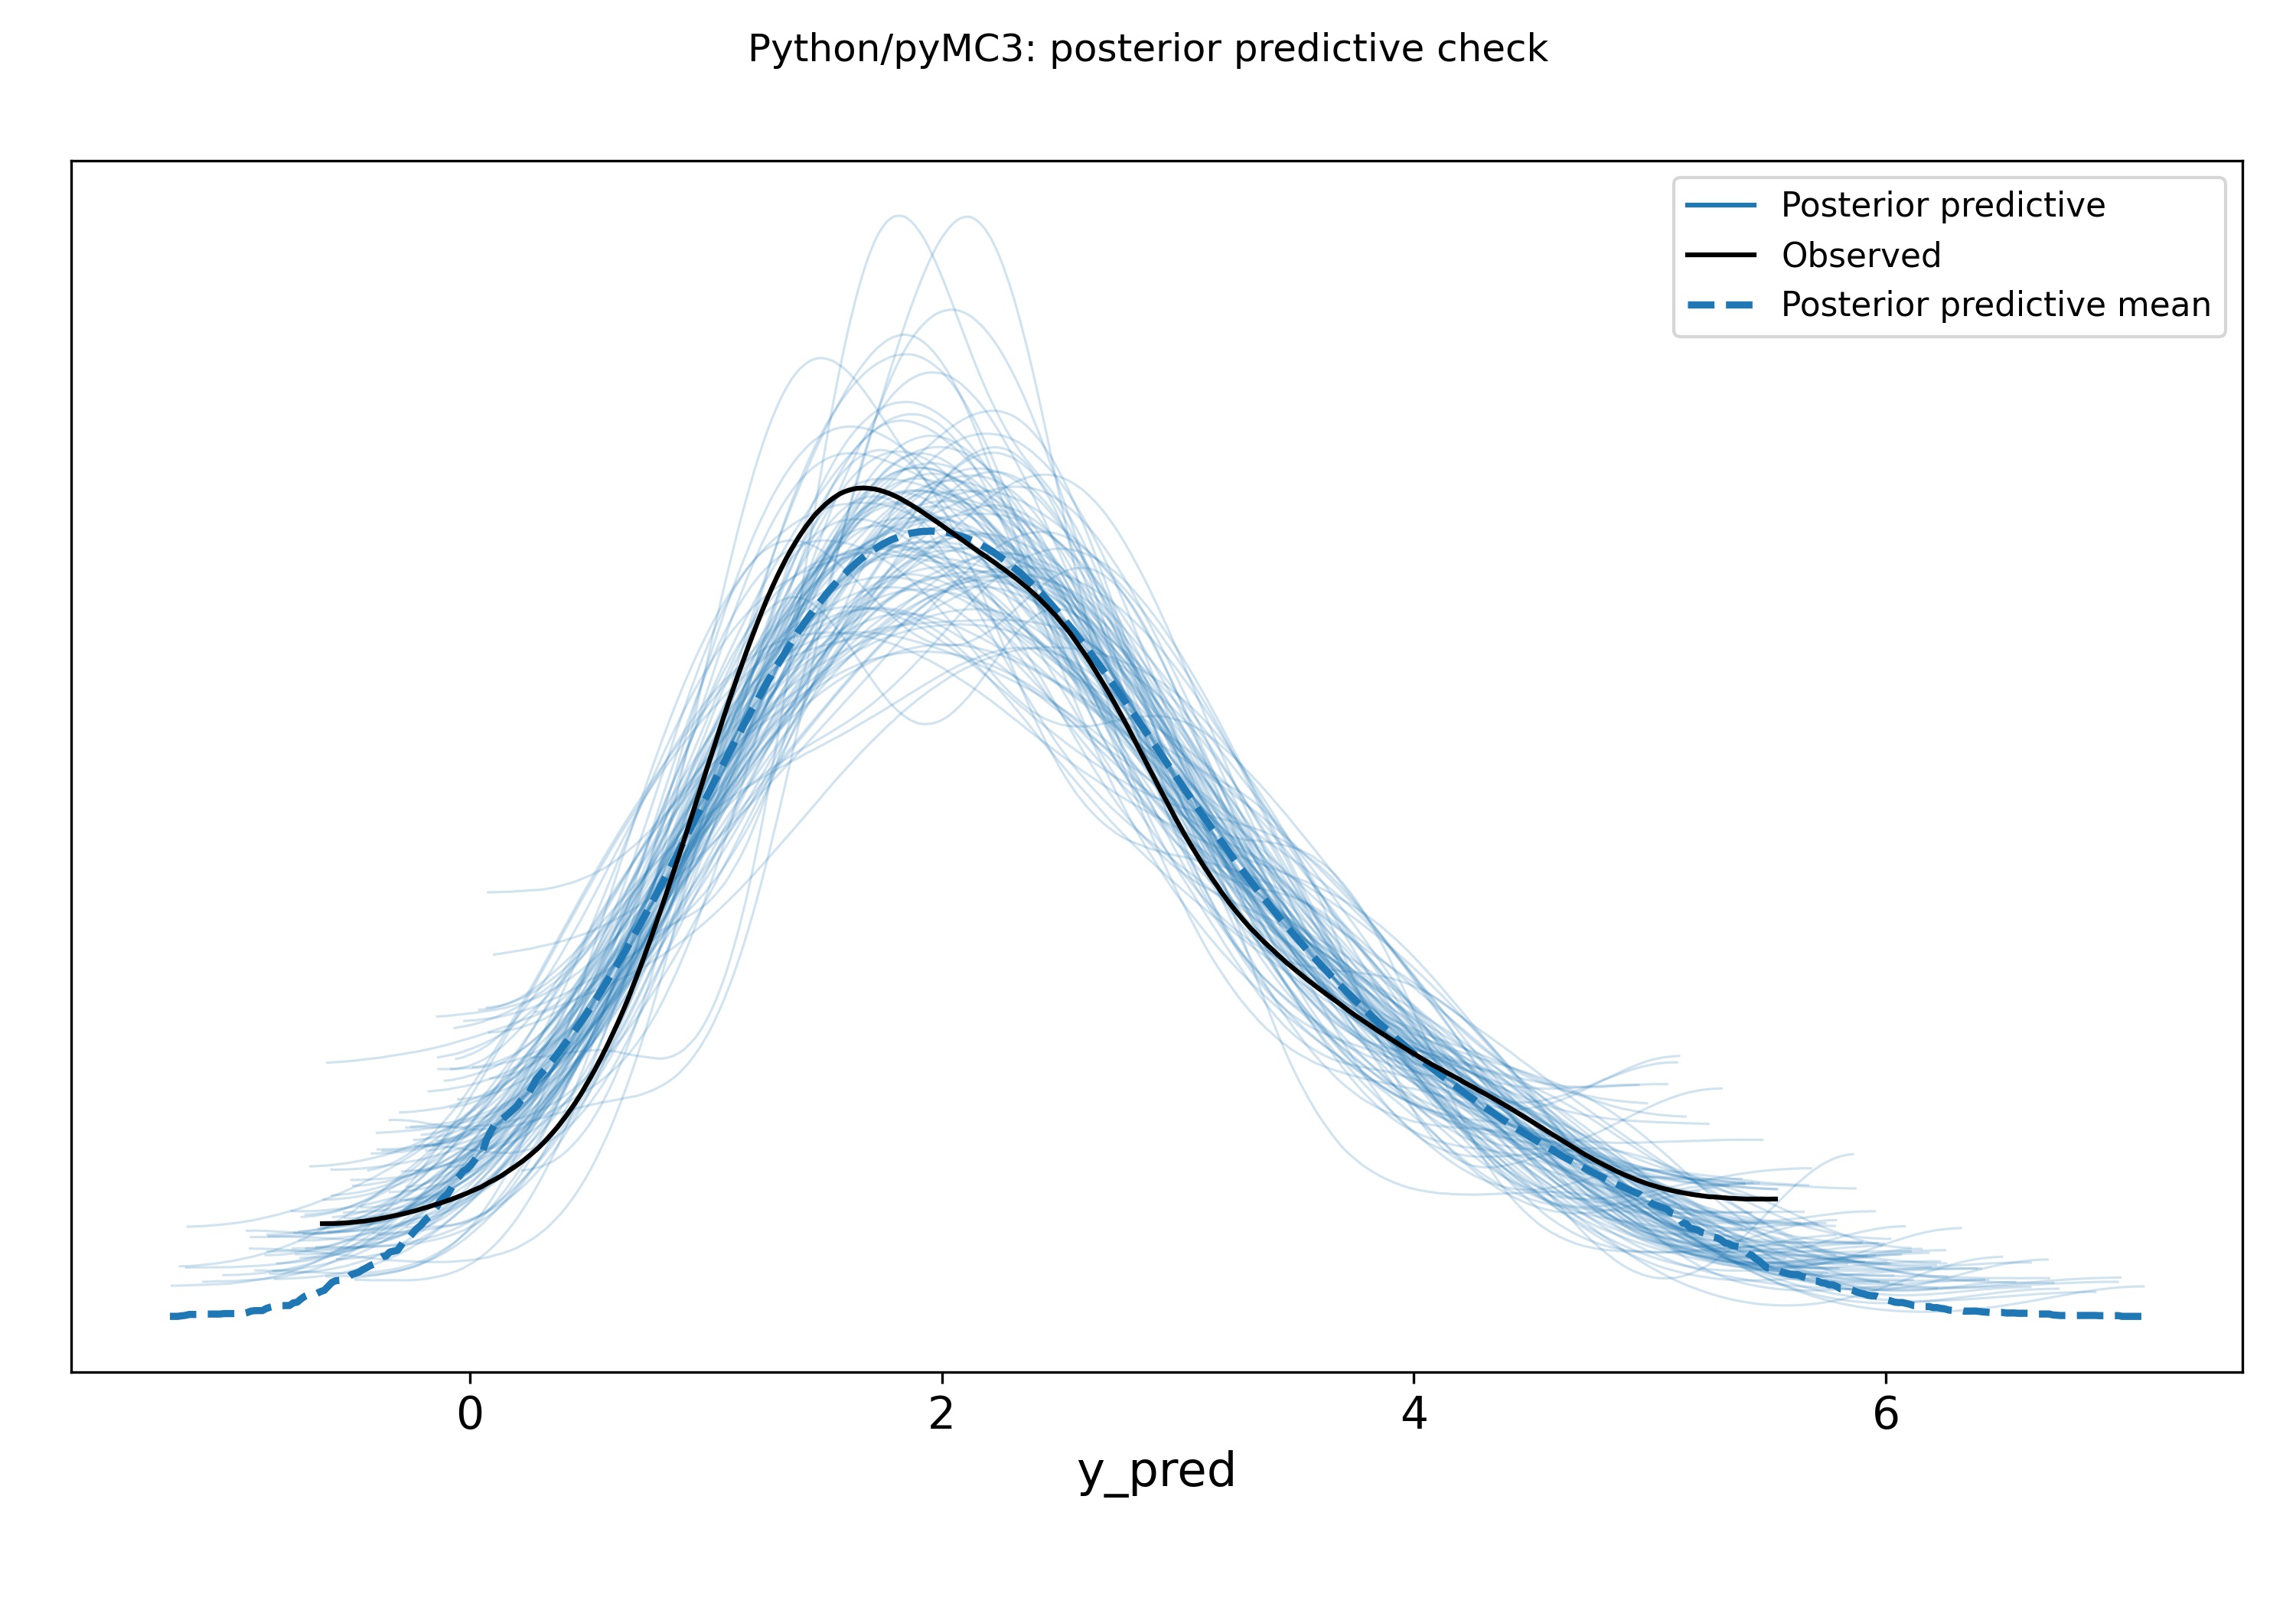 Python/pyMC3: posterior predictive check
Posterior predictive
Observed
Posterior predictive mean
0 2 4 6
y_pred